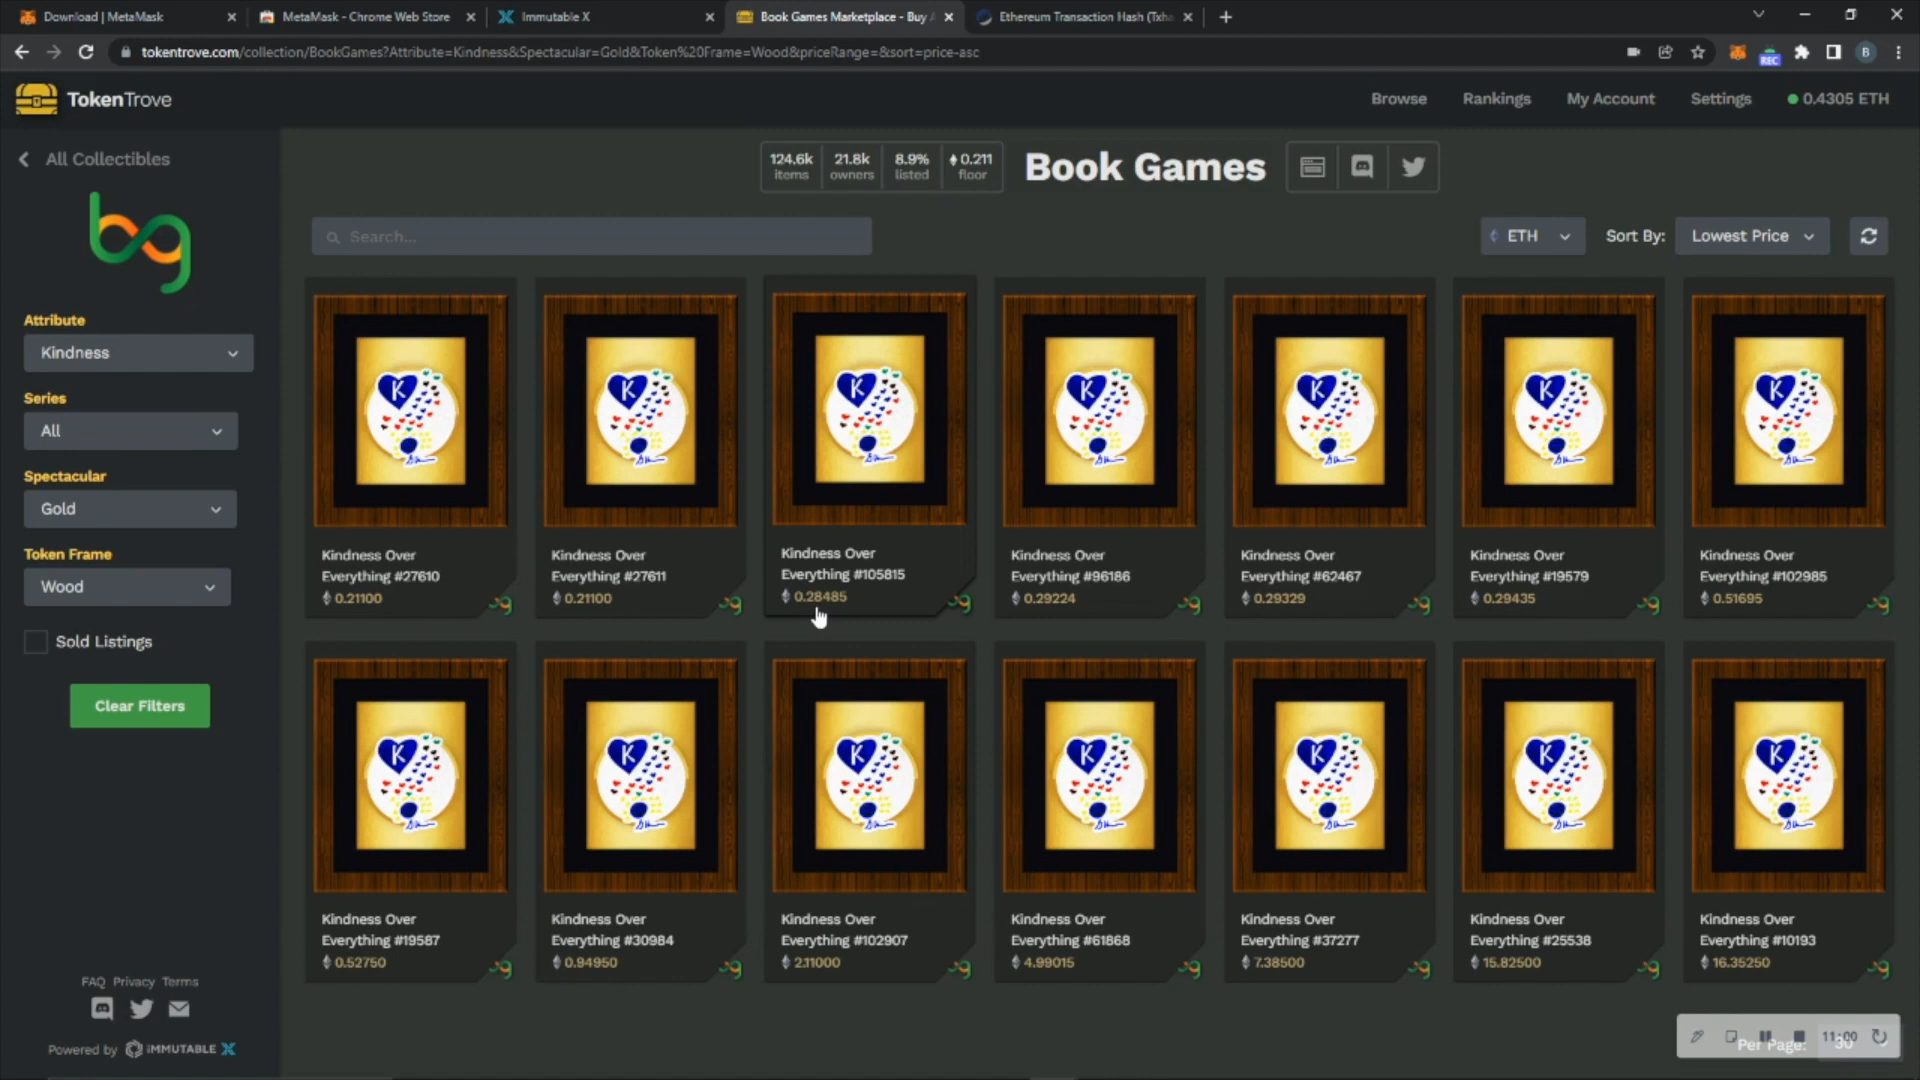 Download | MetaMask
MetaMask - Chrome Web Store
Immutable X
Book Games Marketplace - Buy
Ethereum Transaction Hash (Txh
tokentrove.com/collection/BookGames?Attribute=Kindness&Spectacular=Gold&Token%20Frame=Wood&priceRange=&sort=price-asc
REC
B
TokenTrove
Browse
Rankings
My Account
Settings
0.4305 ETH
All Collectibles
124.6k items
21.8k owners
8.9% listed
0.211 floor
Book Games
bg
Search...
ETH
Sort By:
Lowest Price
Attribute
Kindness
Series
All
Spectacular
Gold
Token Frame
Wood
Sold Listings
Clear Filters
K
K
K
K
K
K
K
Kindness Over
Everything #27610
0.21100
Kindness Over
Everything #27611
0.21100
Kindness Over
Everything #105815
0.28485
Kindness Over
Everything #96186
0.29224
Kindness Over
Everything #62467
0.29329
Kindness Over
Everything #19579
0.29435
Kindness Over
Everything #102985
0.51695
K
K
K
K
K
K
K
Kindness Over
Everything #19587
0.52750
Kindness Over
Everything #30984
0.94950
Kindness Over
Everything #102907
2.11000
Kindness Over
Everything #61868
4.99015
Kindness Over
Everything #37277
7.38500
Kindness Over
Everything #25538
15.82500
Kindness Over
Everything #10193
16.35250
FAQ Privacy Terms
Powered by IMMUTABLE X
11:00
Per Page: 30